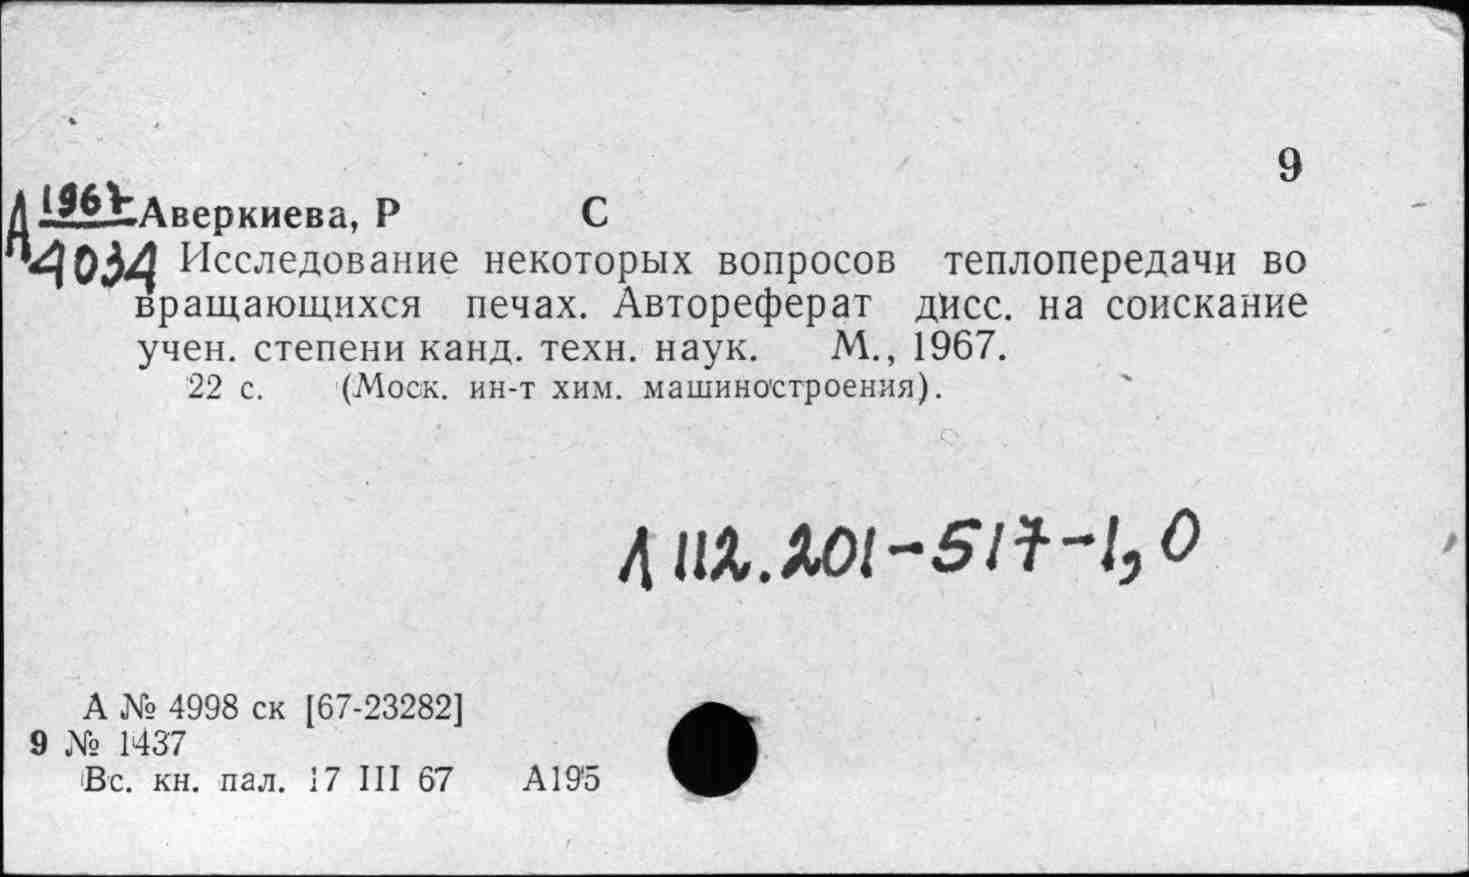 9
А 1967 Аверкиева, Р С
4034 Исследование некоторых вопросов теплопередачи во
вращающихся печах. Автореферат дисс. на соискание
учен. степени канд. техн. наук. М., 1967.
22 с. (Моск. ин-т хим. машиностроения).
Л 112.201-517-1,0
А № 4998 ск [67-23282]
9 № 1437
Вс. кн. пал. 17 III 67 А195